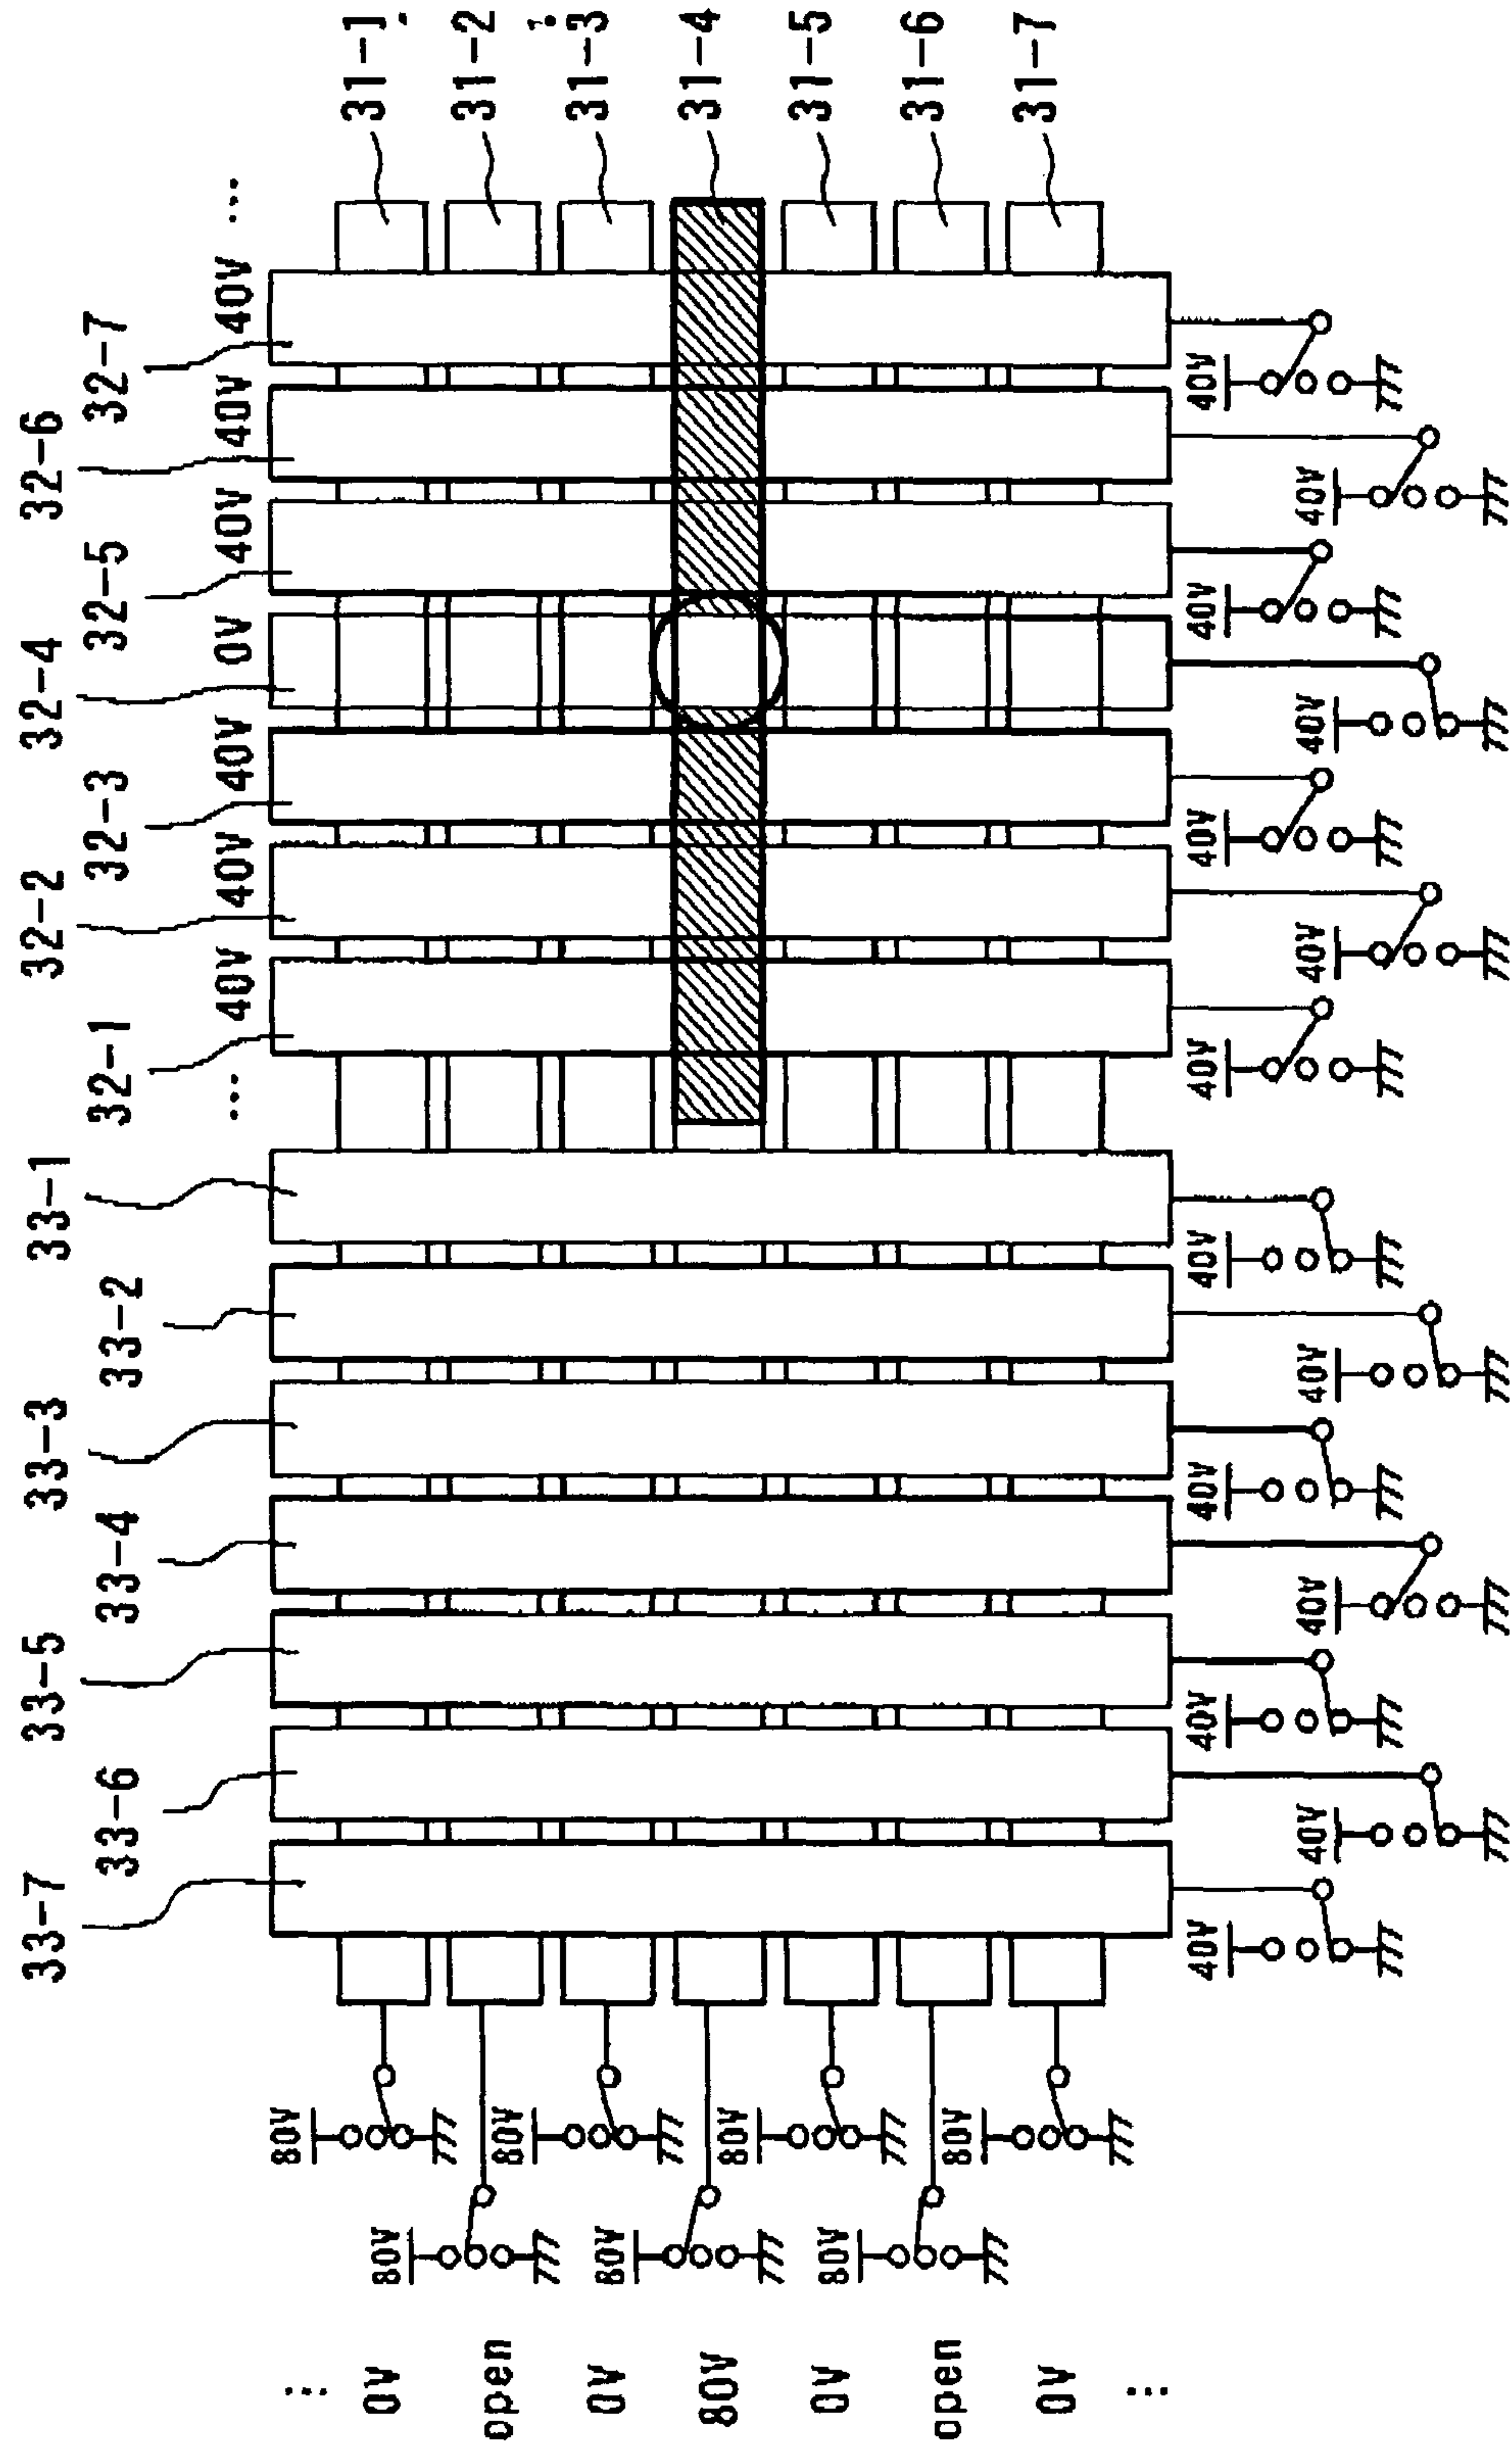 33-7 33-5 33-3 33-1 32-2 32-4 32-6
33-6 33-4 33-2 32-1 32-3 32-5 32-7
... 40V 40V 40V 0V 40V 40V 40V ...
...
0V 80V 31-1
open 80V 31-2
0V 80V 31-3
80V 80V 31-4
0V 80V 31-5
open 80V 31-6
0V 80V 31-7
...
40V 40V 40V 40V 40V 40V 40V 40V
40V 40V 40V 40V 40V 40V